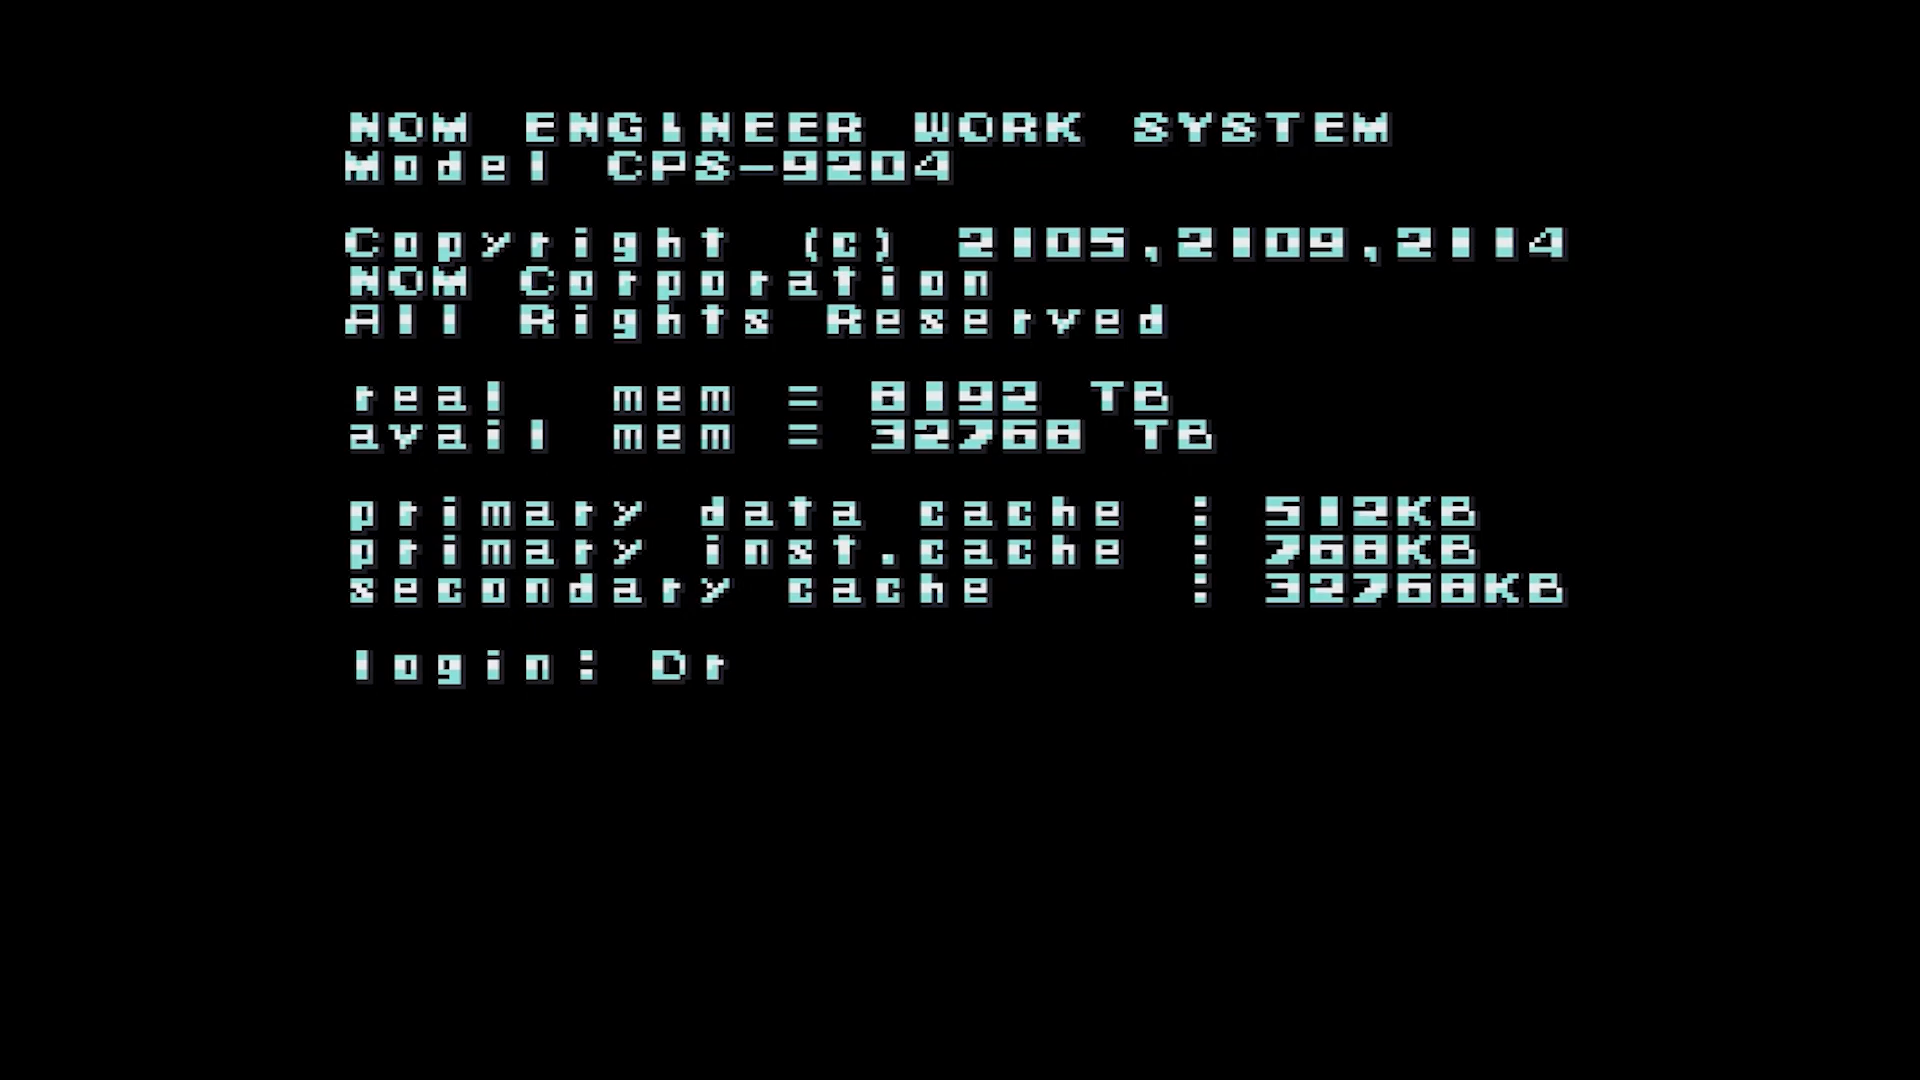 NOM ENGINEER WORK SYSTEM
Model CPS-9204
Copyright (c) 2105,2109,2114
NOM Corporation
All Rights Reserved
real mem = 8192 TB
avail mem = 32768 TB
primary data cache : 512KB
primary inst.cache : 768KB
secondary cache : 32768KB
login: Dr